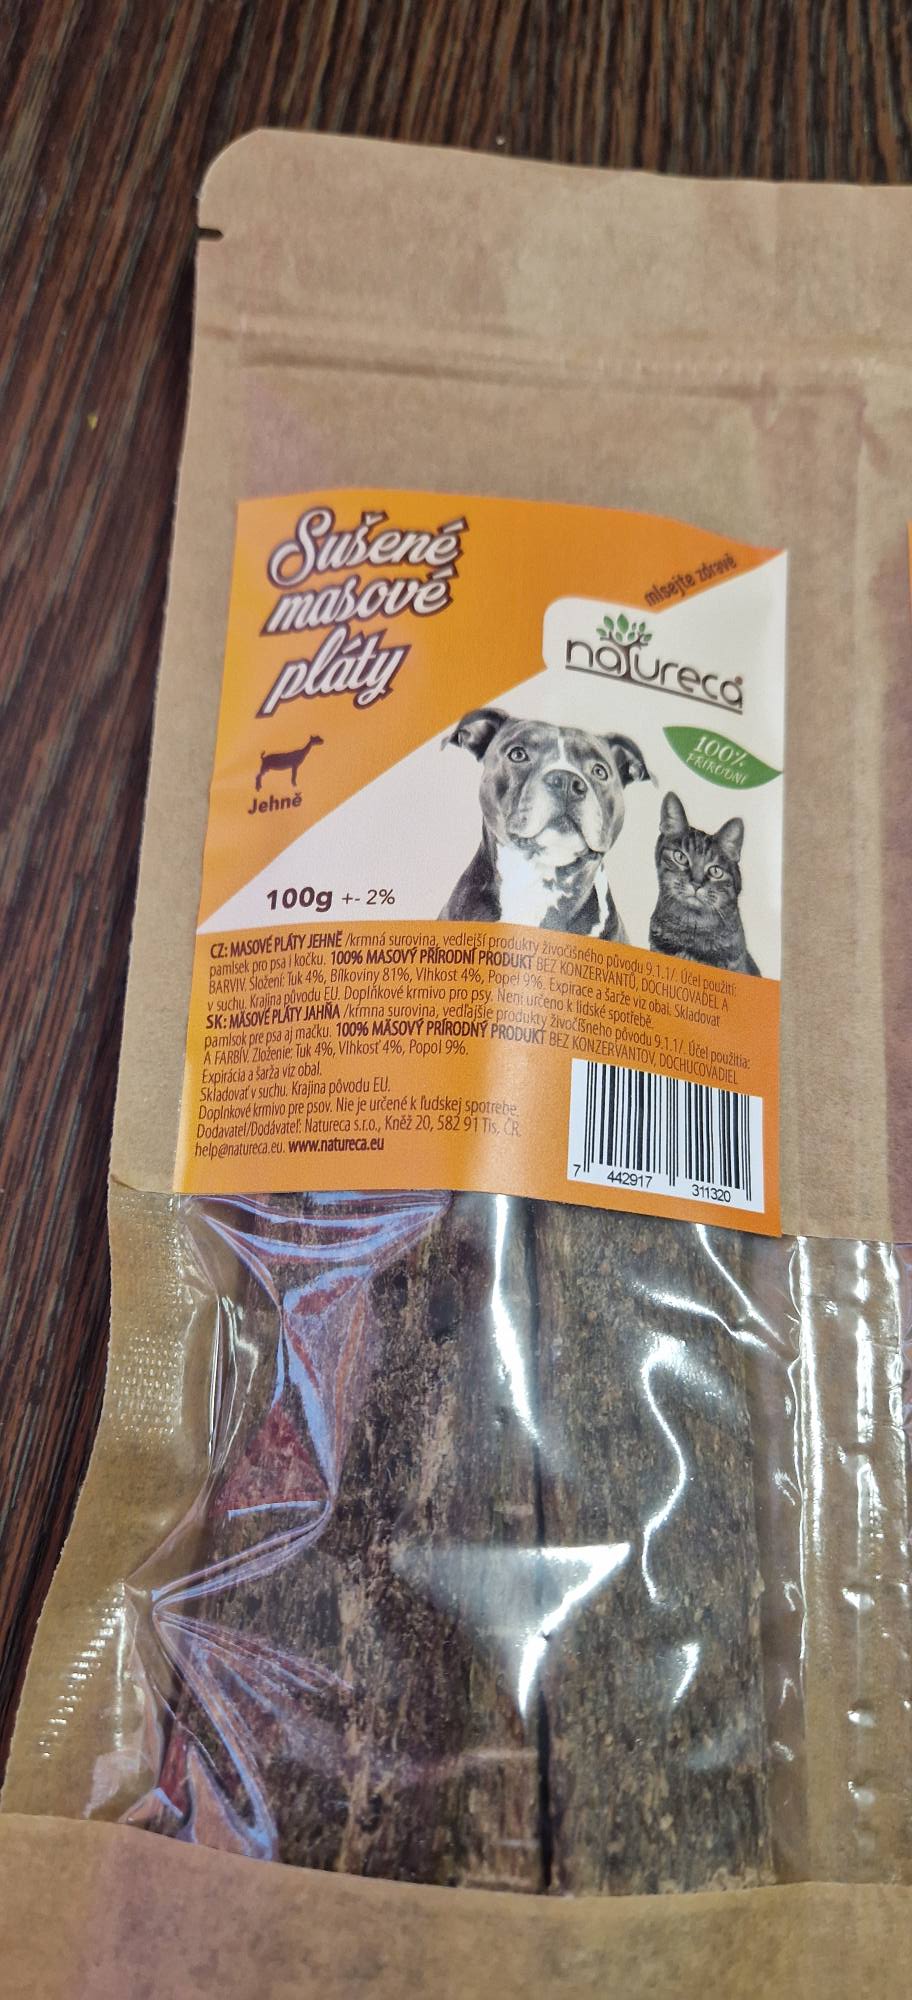 Sušené
masové
pláty
mlsejte zdravě
natureca
100%
PŘÍRODNÍ
Jehně
100g +- 2%
CZ: MASOVÉ PLÁTY JEHNĚ /krmná surovina, vedlejší produkty živočišného původu 9.1.1/. Účel použití:
pamlsek pro psa i kočku. 100% MASOVÝ PŘÍRODNÍ PRODUKT BEZ KONZERVANTŮ, DOCHUCOVADEL A
BARVIV. Složení: Tuk 4%, Bílkoviny 81%, Vlhkost 4%, Popel 9%. Expirace a šarže viz obal. Skladovat
v suchu. Krajina původu EU. Doplňkové krmivo pro psy. Není určeno k lidské spotřebě.
SK: MÄSOVÉ PLÁTY JAHŇA /kŕmna surovina, vedľajšie produkty živočíšneho pôvodu 9.1.1/. Účel použitia:
pamlsok pre psa aj mačku. 100% MÄSOVÝ PRÍRODNÝ PRODUKT BEZ KONZERVANTOV, DOCHUCOVADIEL
A FARBÍV. Zloženie: Tuk 4%, Vlhkosť 4%, Popol 9%.
Expirácia a šarža viz obal.
Skladovať v suchu. Krajina pôvodu EU.
Doplnkové krmivo pre psov. Nie je určené k ľudskej spotrebe.
Dodavatel/Dodávateľ: Natureca s.r.o., Kněž 20, 582 91 Tis, ČR
help@natureca.eu. www.natureca.eu
7 442917 311320